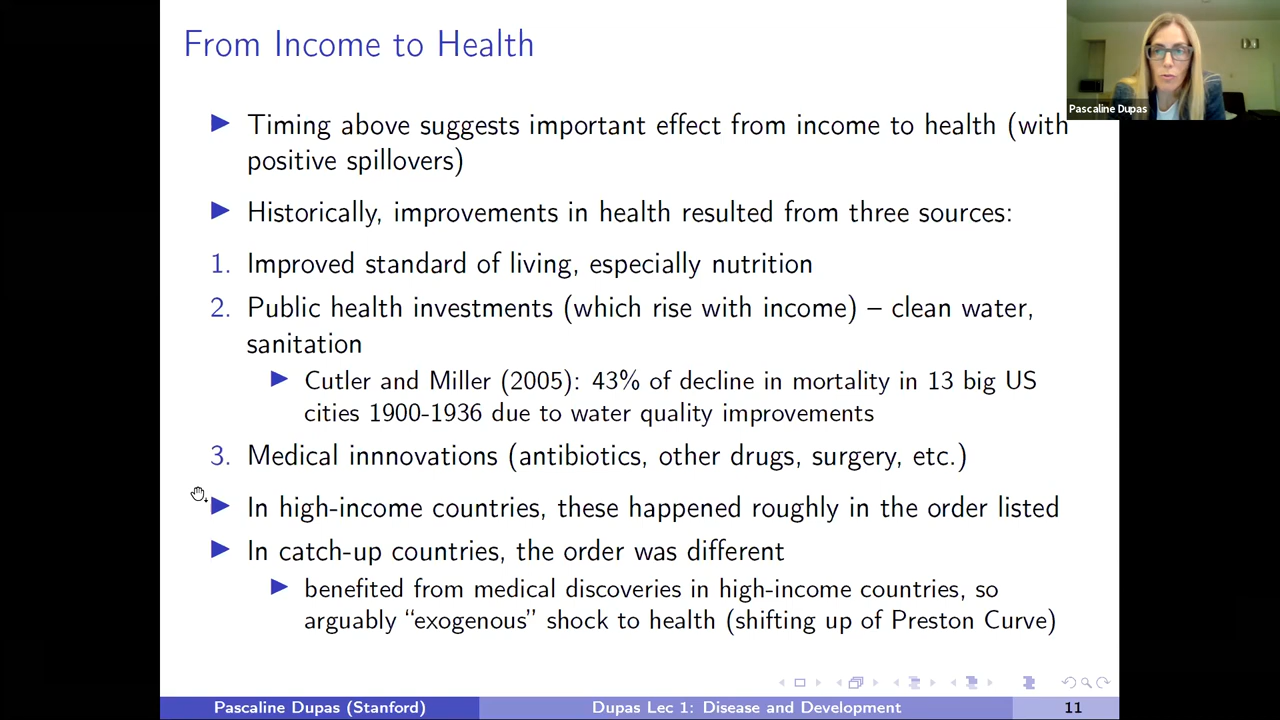 From Income to Health
Pascaline Dupas
Timing above suggests important effect from income to health (with
positive spillovers)
Historically, improvements in health resulted from three sources:
1. Improved standard of living, especially nutrition
2. Public health investments (which rise with income) – clean water,
sanitation
Cutler and Miller (2005): 43% of decline in mortality in 13 big US
cities 1900-1936 due to water quality improvements
3. Medical innnovations (antibiotics, other drugs, surgery, etc.)
In high-income countries, these happened roughly in the order listed
In catch-up countries, the order was different
benefited from medical discoveries in high-income countries, so
arguably “exogenous” shock to health (shifting up of Preston Curve)
Pascaline Dupas (Stanford) Dupas Lec 1: Disease and Development 11